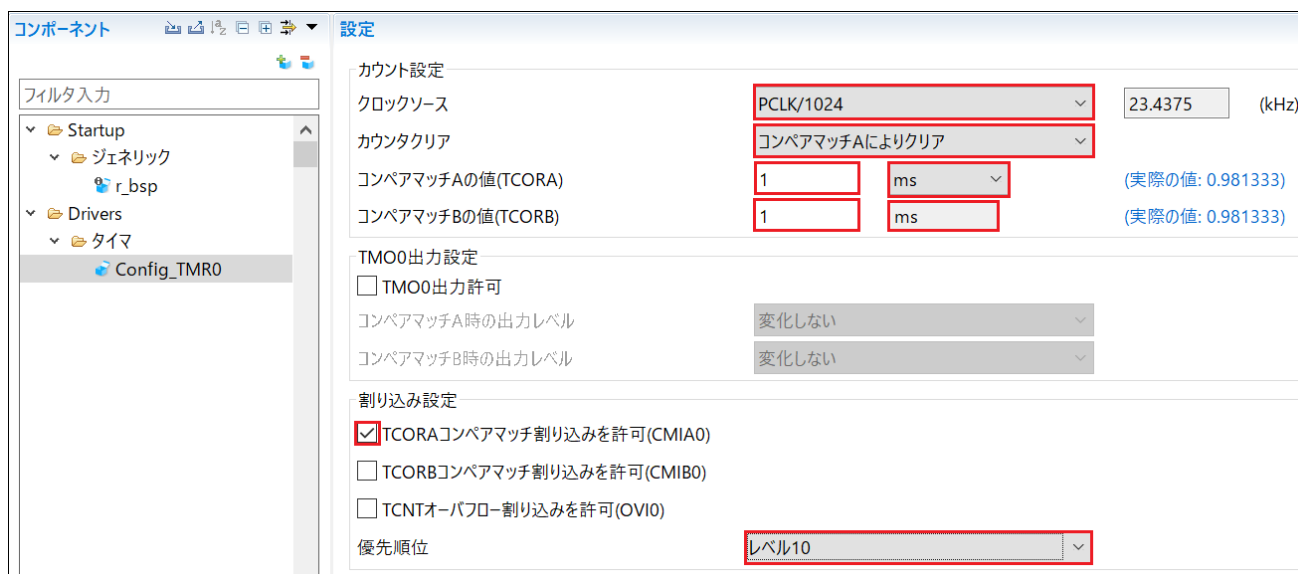 コンポーネント
フィルタ入力
Startup
ジェネリック
r_bsp
Drivers
タイマ
Config_TMR0
設定
カウント設定
クロックソース PCLK/1024 23.4375 (kHz)
カウンタクリア コンペアマッチAによりクリア
コンペアマッチAの値(TCORA) 1 ms (実際の値: 0.981333)
コンペアマッチBの値(TCORB) 1 ms (実際の値: 0.981333)
TMO0出力設定
TMO0出力許可
コンペアマッチA時の出力レベル 変化しない
コンペアマッチB時の出力レベル 変化しない
割り込み設定
TCORAコンペアマッチ割り込みを許可(CMIA0)
TCORBコンペアマッチ割り込みを許可(CMIB0)
TCNTオーバフロー割り込みを許可(OVI0)
優先順位 レベル10